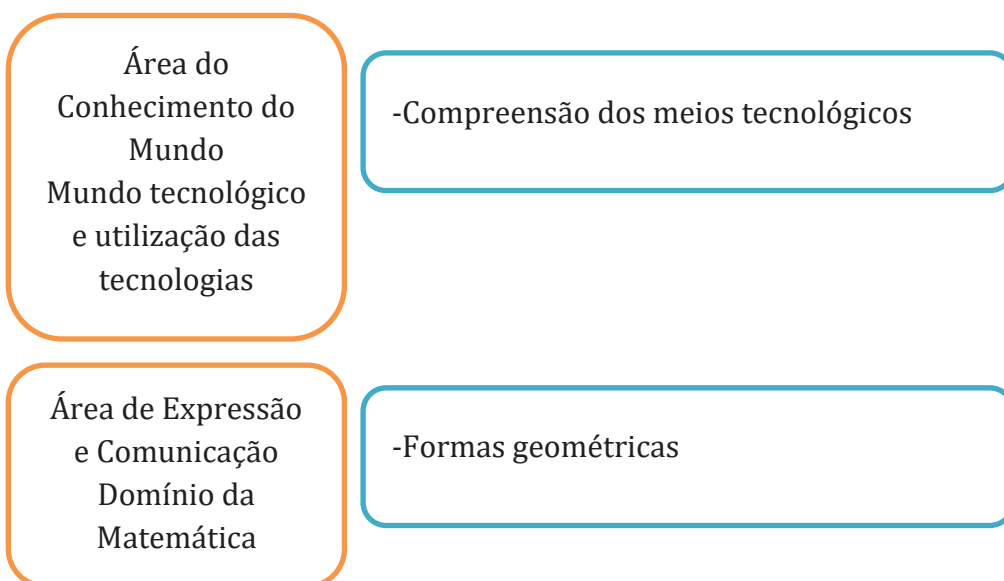 Área do
Conhecimento do
Mundo
Mundo tecnológico
e utilização das
tecnologias
-Compreensão dos meios tecnológicos
Área de Expressão
e Comunicação
Domínio da
Matemática
-Formas geométricas